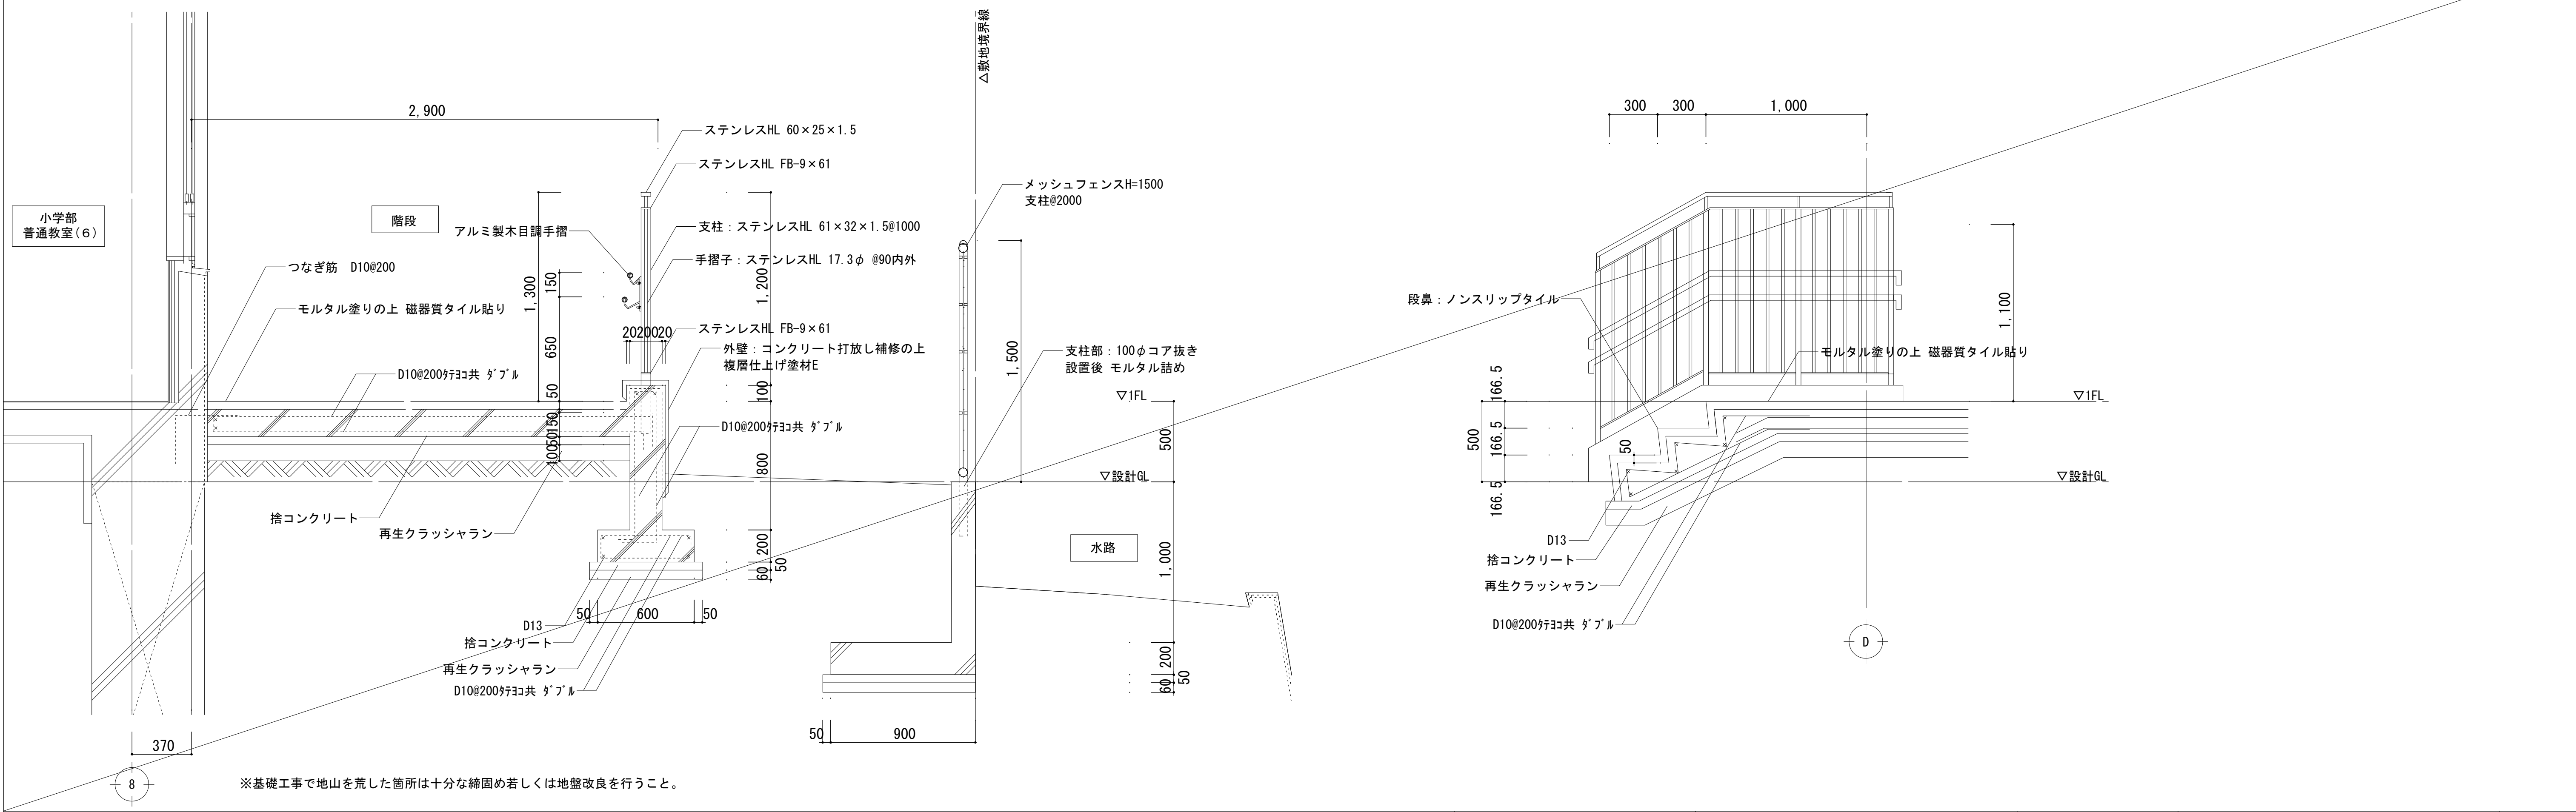 △敷地境界線
2,900
300
300
1,000
ステンレスHL 60×25×1.5
ステンレスHL FB-9×61
メッシュフェンスH=1500
支柱@2000
小学部
普通教室(6)
階段
アルミ製木目調手摺
支柱：ステンレスHL 61×32×1.5@1000
手摺子：ステンレスHL 17.3φ @90内外
つなぎ筋 D10@200
モルタル塗りの上 磁器質タイル貼り
1,300
150
650
50
150
50
100
1,200
100
800
200
50
60
20
200
20
ステンレスHL FB-9×61
外壁：コンクリート打放し補修の上
複層仕上げ塗材E
D10@200ﾀﾃﾖｺ共 ﾀﾞﾌﾞﾙ
D10@200ﾀﾃﾖｺ共 ﾀﾞﾌﾞﾙ
1,500
支柱部：100φコア抜き
設置後 モルタル詰め
▽1FL
500
▽設計GL
1,000
200
50
60
水路
捨コンクリート
再生クラッシャラン
50
600
50
D13
捨コンクリート
再生クラッシャラン
D10@200ﾀﾃﾖｺ共 ﾀﾞﾌﾞﾙ
50
900
370
8
※基礎工事で地山を荒した箇所は十分な締固め若しくは地盤改良を行うこと。
段鼻：ノンスリップタイル
モルタル塗りの上 磁器質タイル貼り
1,100
▽1FL
166.5
166.5
166.5
500
50
▽設計GL
D13
捨コンクリート
再生クラッシャラン
D10@200ﾀﾃﾖｺ共 ﾀﾞﾌﾞﾙ
D